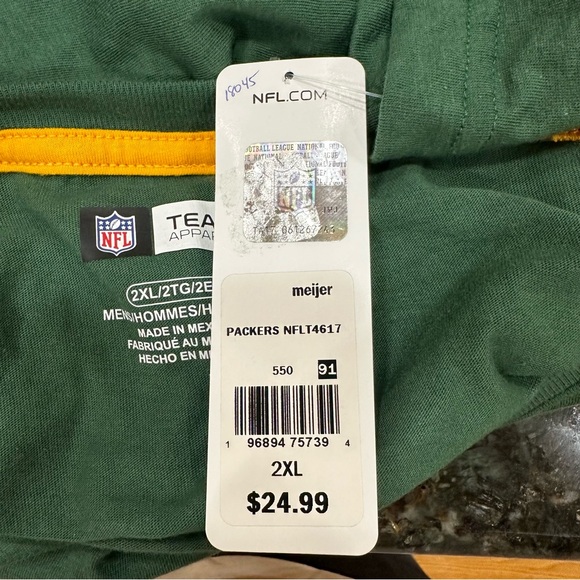 18045
NFL.COM
NFL
TEA
APPAR
2XL/2TG/2E
MEN/HOMMES/H
MADE IN MEX
FABRIQUÉ AU M
HECHO EN M
meijer
PACKERS NFLT4617
550 91
1 96894 75739 4
2XL
$24.99